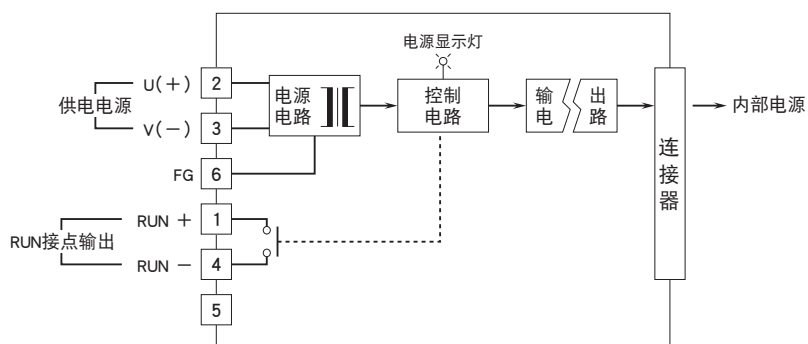 电源显示灯
供电电源
U(+)
2
V(−)
3
FG
6
电源
电路
控制
电路
输出
电路
连接器
内部电源
RUN接点输出
RUN +
1
RUN −
4
5